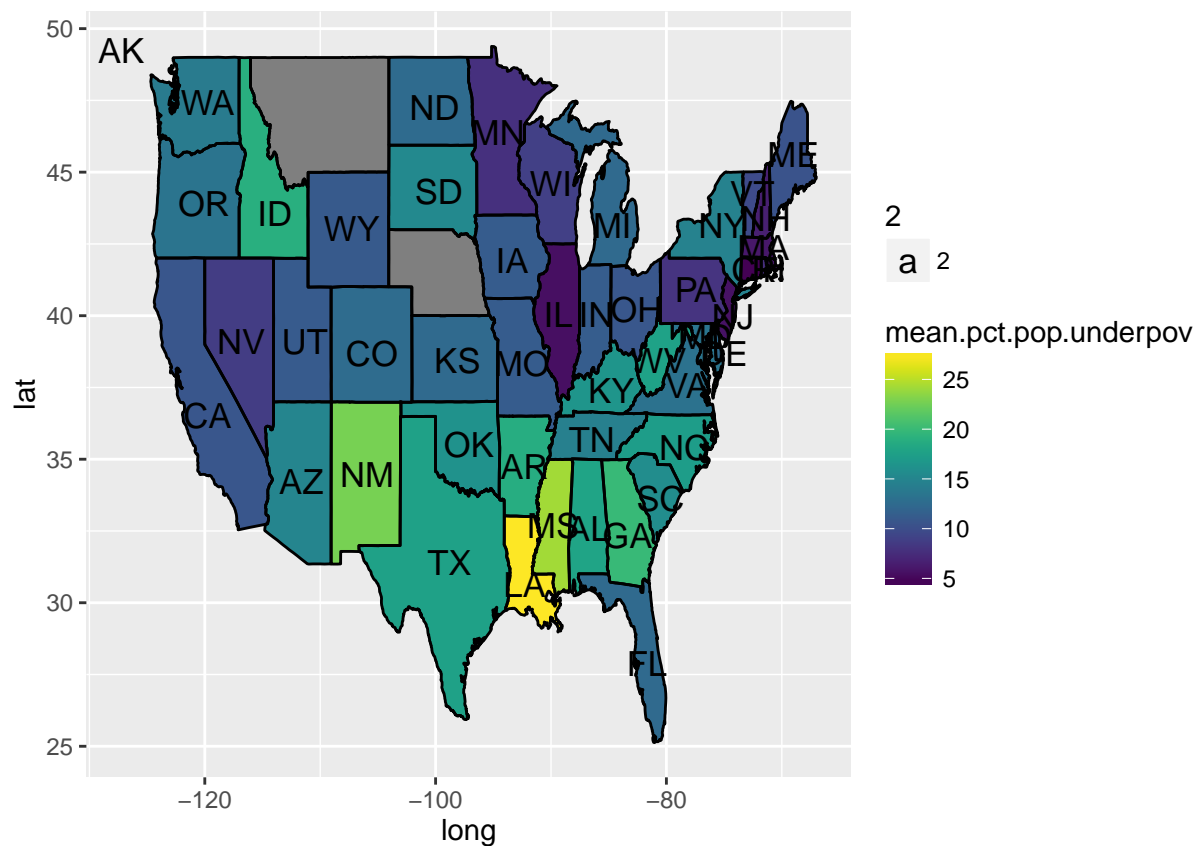 50
45
40
35
30
25
lat
AK
WA
ND
MN
ME
OR
ID
SD
WI
VT
WY
MI
NY
NH
IA
MA
NV
UT
CO
KS
MO
IL
IN
OH
PA
NJ
DE
WV
VA
KY
CA
AZ
NM
OK
AR
TN
NC
SC
MS
AL
GA
TX
LA
FL
−120
−100
−80
long
2
a 2
mean.pct.pop.underpov
25
20
15
10
5